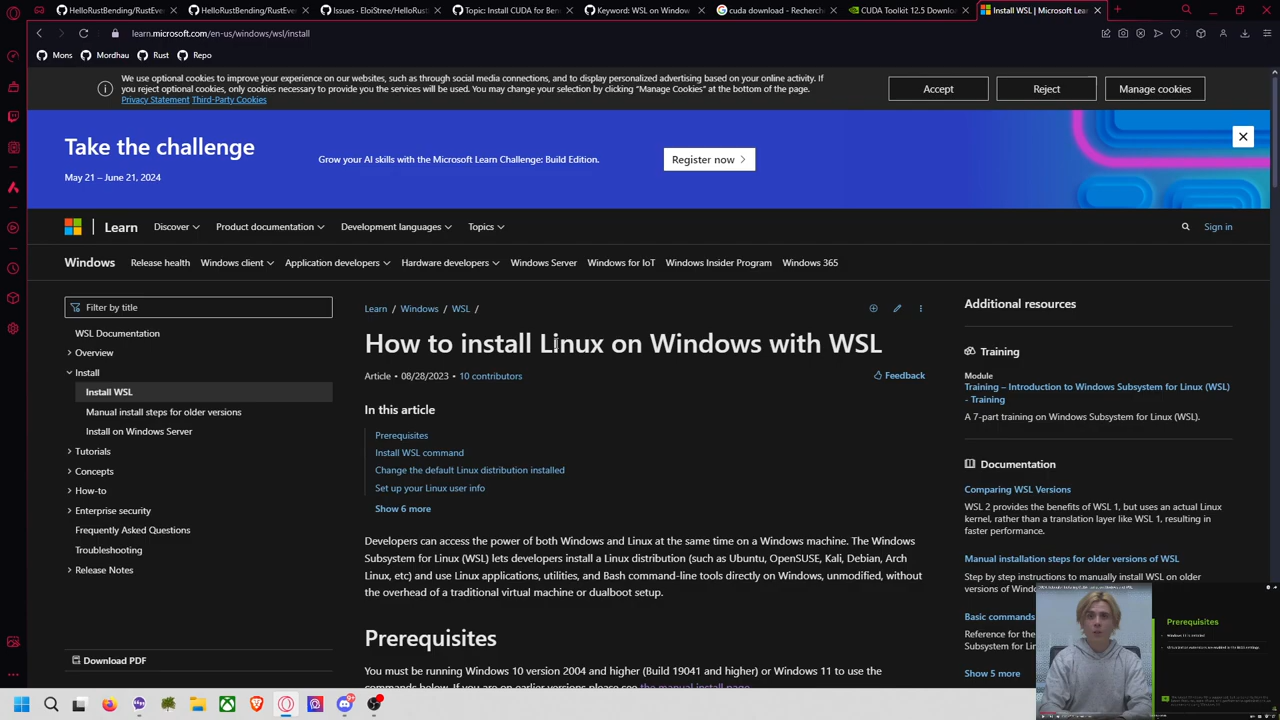 HelloRustBending/RustEve
HelloRustBending/RustEve
Issues · EloiStree/HelloRust
Topic: Install CUDA for Ben
Keyword: WSL on Window
cuda download - Recherch
CUDA Toolkit 12.5 Downlo
Install WSL | Microsoft Lea
learn.microsoft.com/en-us/windows/wsl/install
Mons
Mordhau
Rust
Repo
We use optional cookies to improve your experience on our websites, such as through social media connections, and to display personalized advertising based on your online activity. If
you reject optional cookies, only cookies necessary to provide you the services will be used. You may change your selection by clicking “Manage Cookies” at the bottom of the page.
Privacy Statement Third-Party Cookies
Accept
Reject
Manage cookies
Take the challenge
May 21 – June 21, 2024
Grow your AI skills with the Microsoft Learn Challenge: Build Edition.
Register now
Learn
Discover
Product documentation
Development languages
Topics
Sign in
Windows
Release health
Windows client
Application developers
Hardware developers
Windows Server
Windows for IoT
Windows Insider Program
Windows 365
Filter by title
WSL Documentation
Overview
Install
Install WSL
Manual install steps for older versions
Install on Windows Server
Tutorials
Concepts
How-to
Enterprise security
Frequently Asked Questions
Troubleshooting
Release Notes
Download PDF
Learn / Windows / WSL /
How to install Linux on Windows with WSL
Article • 08/28/2023 • 10 contributors
Feedback
In this article
Prerequisites
Install WSL command
Change the default Linux distribution installed
Set up your Linux user info
Show 6 more
Developers can access the power of both Windows and Linux at the same time on a Windows machine. The Windows
Subsystem for Linux (WSL) lets developers install a Linux distribution (such as Ubuntu, OpenSUSE, Kali, Debian, Arch
Linux, etc) and use Linux applications, utilities, and Bash command-line tools directly on Windows, unmodified, without
the overhead of a traditional virtual machine or dualboot setup.
Prerequisites
You must be running Windows 10 version 2004 and higher (Build 19041 and higher) or Windows 11 to use the
commands below. If you are on earlier versions please see the manual install page.
Additional resources
Training
Module
Training – Introduction to Windows Subsystem for Linux (WSL)
- Training
A 7-part training on Windows Subsystem for Linux (WSL).
Documentation
Comparing WSL Versions
WSL 2 provides the benefits of WSL 1, but uses an actual Linux
kernel, rather than a translation layer like WSL 1, resulting in
faster performance.
Manual installation steps for older versions of WSL
Step by step instructions to manually install WSL on older
versions of Windo
Basic commands
Reference for the
Subsystem for Lin
Show 5 more
Prerequisites